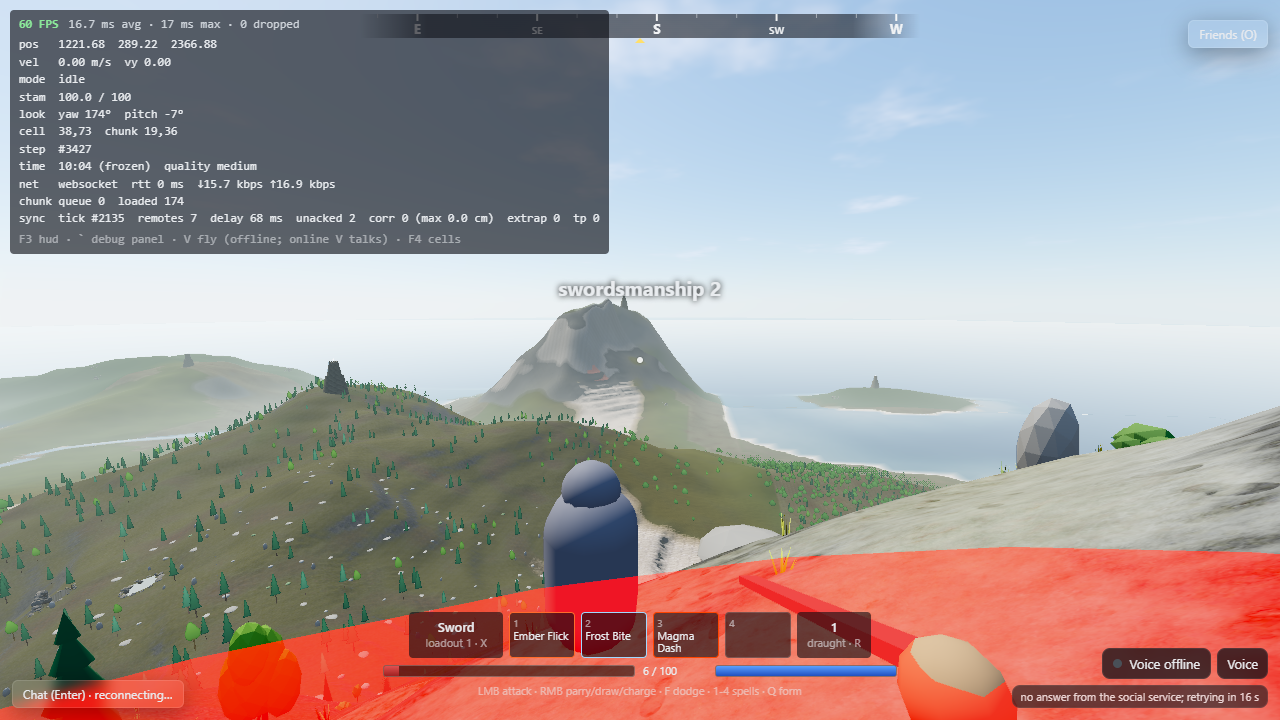 60 FPS 16.7 ms avg · 17 ms max · 0 dropped
pos 1221.68 289.22 2366.88
vel 0.00 m/s vy 0.00
mode idle
stam 100.0 / 100
look yaw 174° pitch -7°
cell 38,73 chunk 19,36
step #3427
time 10:04 (frozen) quality medium
net websocket rtt 0 ms ↓15.7 kbps ↑16.9 kbps
chunk queue 0 loaded 174
sync tick #2135 remotes 7 delay 68 ms unacked 2 corr 0 (max 0.0 cm) extrap 0 tp 0
F3 hud · ` debug panel · V fly (offline; online V talks) · F4 cells
E SE S SW W
Friends (O)
swordsmanship 2
Sword
loadout 1 · X
1
Ember Flick
2
Frost Bite
3
Magma
Dash
4
1
draught · R
6 / 100
LMB attack · RMB parry/draw/charge · F dodge · 1-4 spells · Q form
Chat (Enter) · reconnecting...
Voice offline
Voice
no answer from the social service; retrying in 16 s